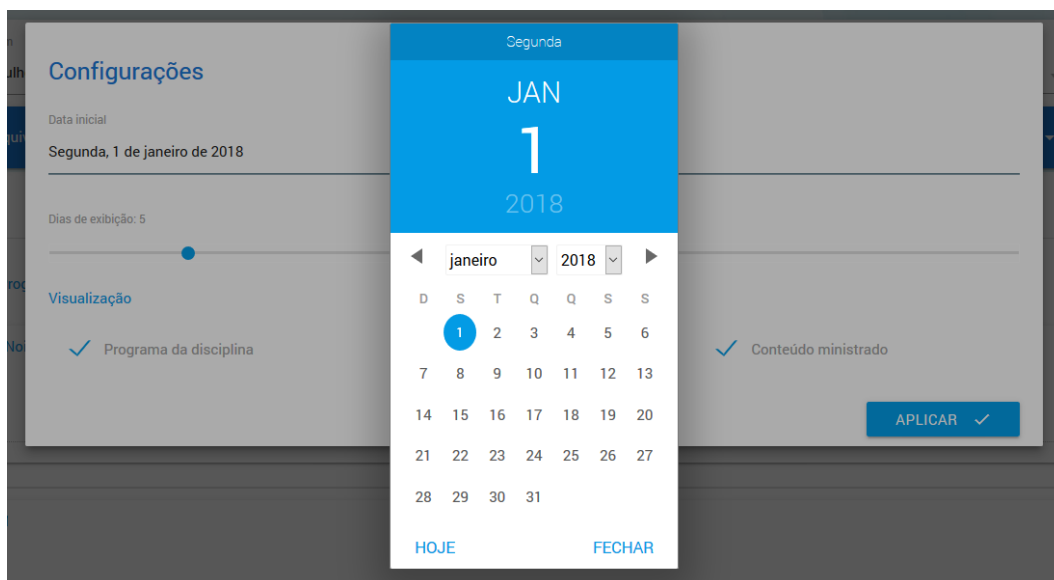 Configurações
Data inicial
Segunda, 1 de janeiro de 2018
Dias de exibição: 5
Visualização
Programa da disciplina
Conteúdo ministrado
APLICAR
Segunda
JAN
1
2018
janeiro 2018
D S T Q Q S S
1 2 3 4 5 6
7 8 9 10 11 12 13
14 15 16 17 18 19 20
21 22 23 24 25 26 27
28 29 30 31
HOJE FECHAR